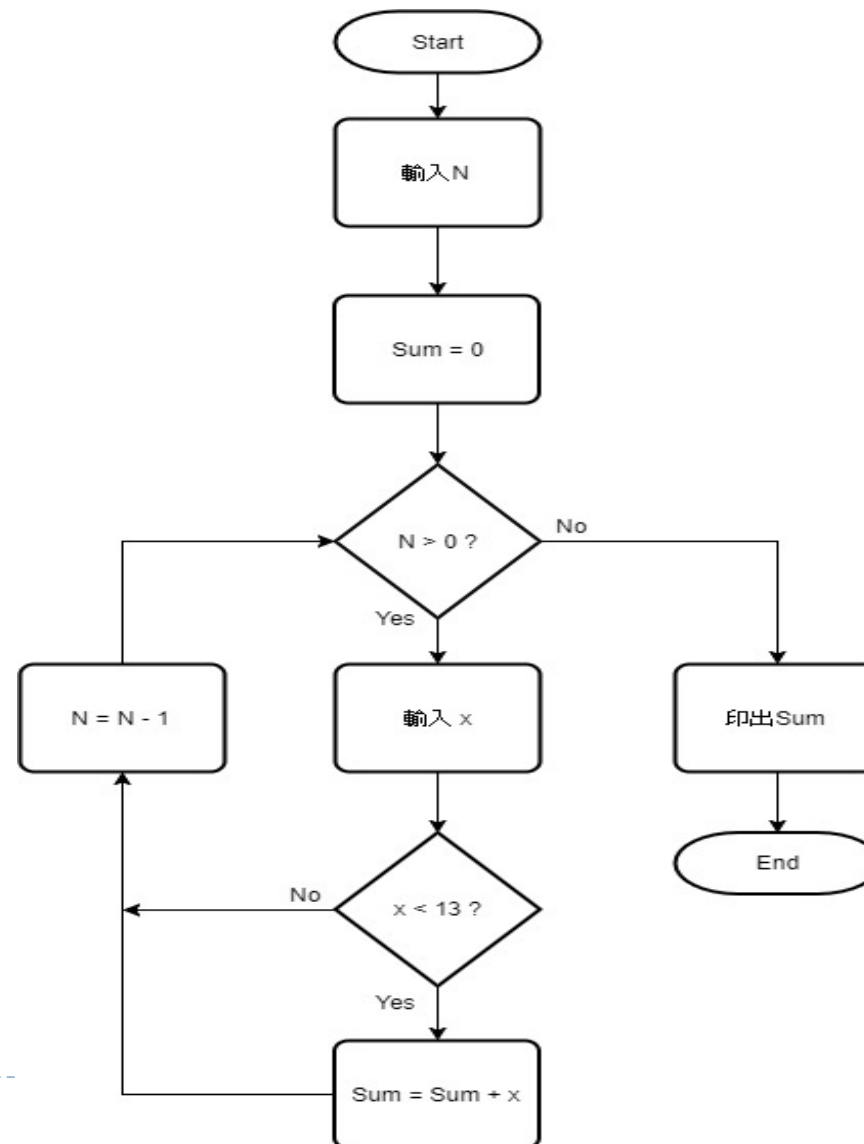 Start
輸入N
Sum = 0
N > 0 ?
No
Yes
N = N - 1
輸入 x
印出Sum
End
No
x < 13 ?
Yes
Sum = Sum + x